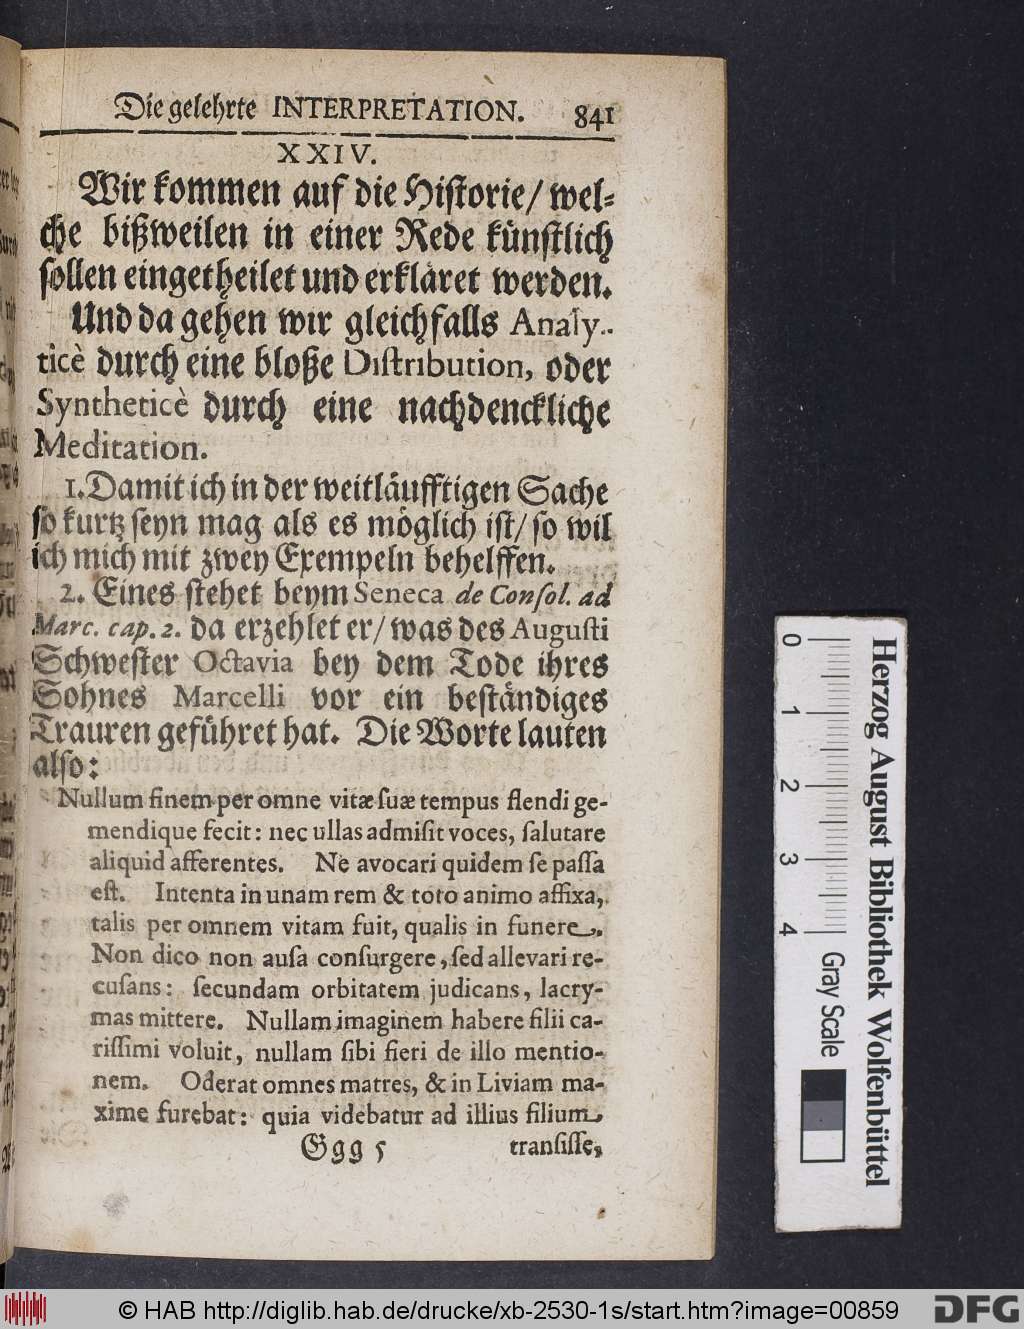 Die gelehrte INTERPRETATION. 841
XXIV.
Wir kommen auf die Historie / wel-
che bißweilen in einer Rede künstlich
sollen eingetheilet und erkläret werden.
Und da gehen wir gleichfalls Analy-
ticè durch eine bloße Distribution, oder
Syntheticè durch eine nachdenckliche
Meditation.
1. Damit ich in der weitläufftigen Sache
so kurtz seyn mag als es möglich ist / so wil
ich mich mit zwey Exempeln behelffen.
2. Eines stehet beym Seneca de Consol. ad
Marc. cap. 2. da erzehlet er / was des Augusti
Schwester Octavia bey dem Tode ihres
Sohnes Marcelli vor ein beständiges
Trauren geführet hat. Die Worte lauten
also:
Nullum finem per omne vitæ suæ tempus flendi ge-
mendique fecit: nec ullas admisit voces, salutare
aliquid afferentes. Ne avocari quidem se passa
est. Intenta in unam rem & toto animo affixa,
talis per omnem vitam fuit, qualis in funere.
Non dico non ausa consurgere, sed allevari re-
cusans: secundam orbitatem judicans, lacry-
mas mittere. Nullam imaginem habere filii ca-
rissimi voluit, nullam sibi fieri de illo mentio-
nem. Oderat omnes matres, & in Liviam ma-
xime furebat: quia videbatur ad illius filium
Ggg 5 transisse,
0 1 2 3 4 Gray Scale
Herzog August Bibliothek Wolfenbüttel
© HAB http://diglib.hab.de/drucke/xb-2530-1s/start.htm?image=00859
DFG